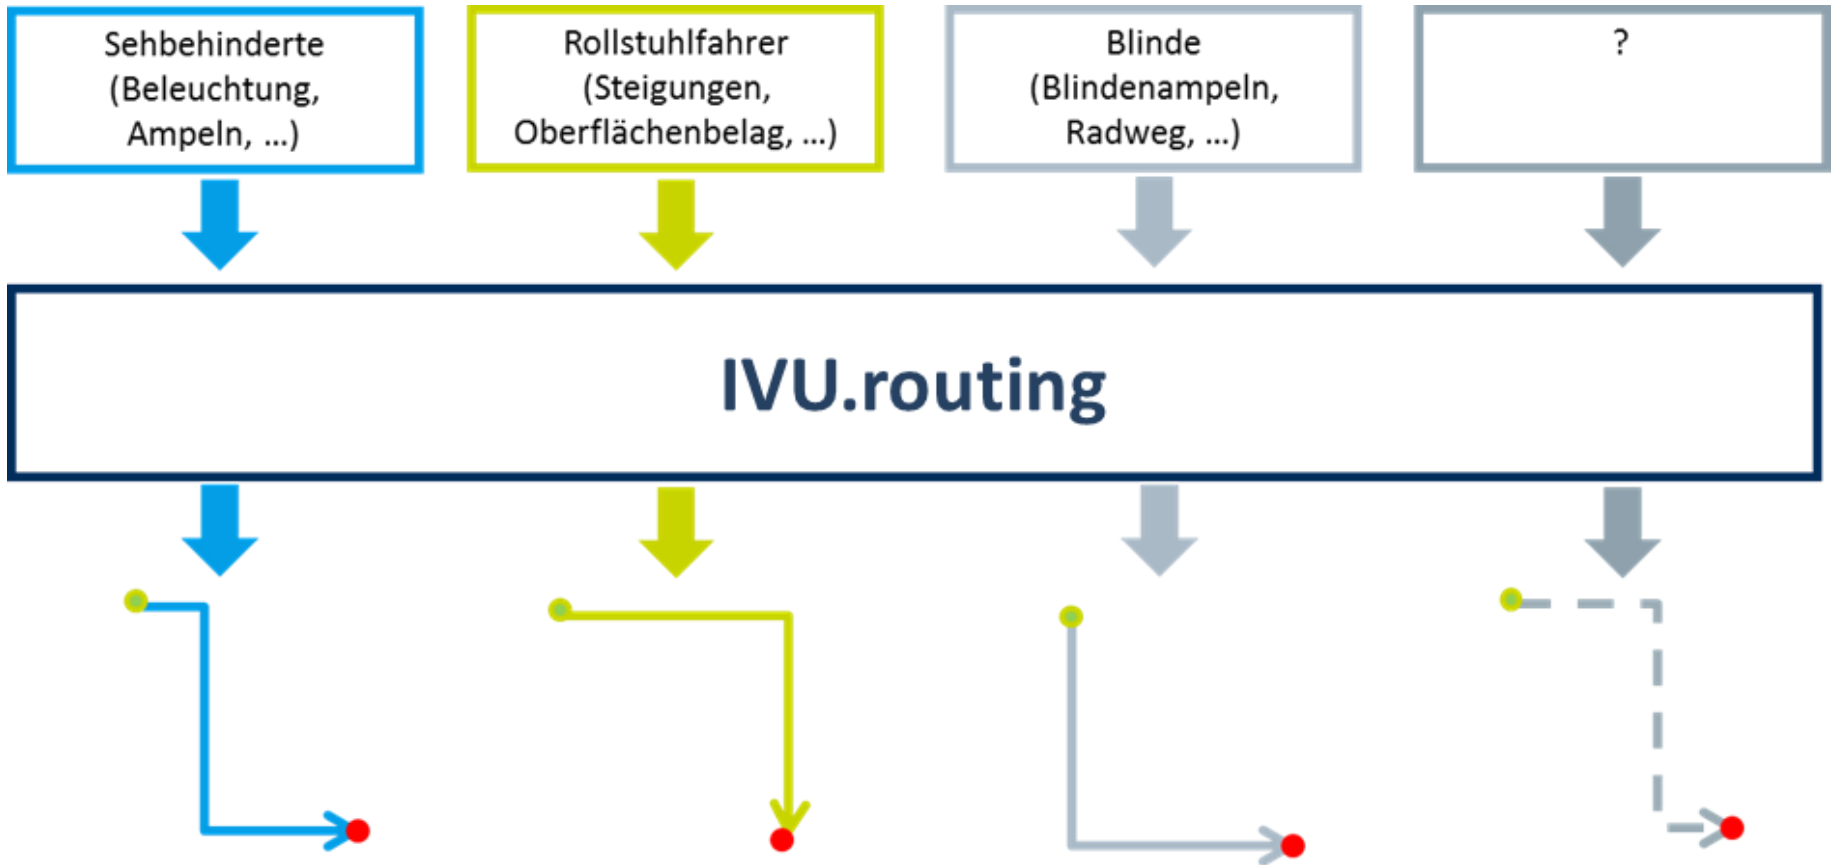 Sehbehinderte
(Beleuchtung,
Ampeln, ...)
Rollstuhlfahrer
(Steigungen,
Oberflächenbelag, ...)
Blinde
(Blindenampeln,
Radweg, ...)
?
IVU.routing